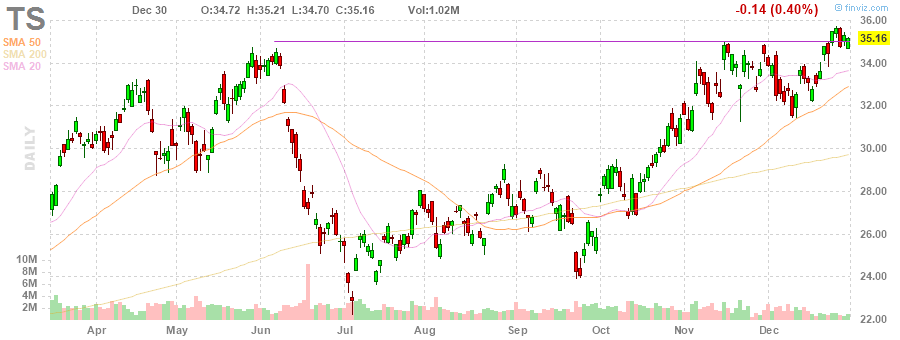 TS
Dec 30 O:34.72 H:35.21 L:34.70 C:35.16 Vol:1.02M
-0.14 (0.40%)
© finviz.com
SMA 50
SMA 200
SMA 20
DAILY
36.00
35.16
34.00
32.00
30.00
28.00
26.00
24.00
22.00
10M
8M
6M
4M
2M
Apr May Jun Jul Aug Sep Oct Nov Dec